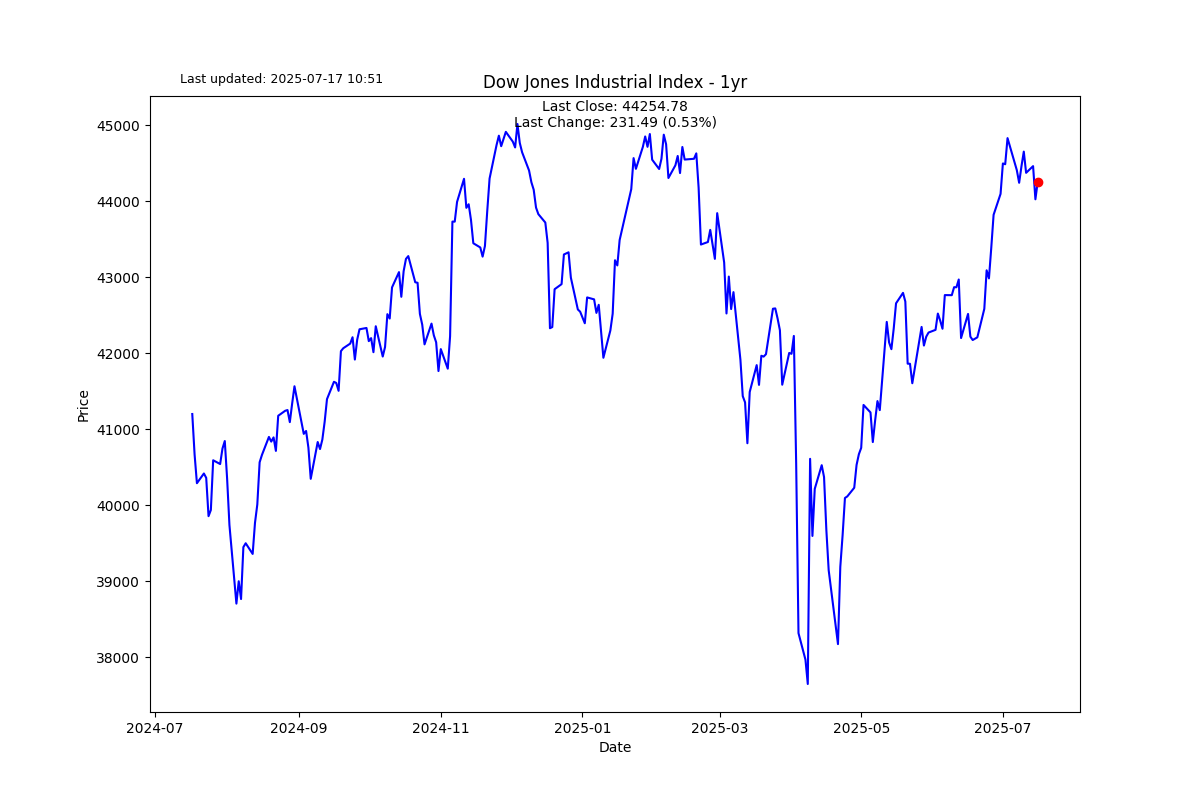 Last updated: 2025-07-17 10:51
Dow Jones Industrial Index - 1yr
Last Close: 44254.78
Last Change: 231.49 (0.53%)
45000
44000
43000
42000
41000
40000
39000
38000
Price
2024-07 2024-09 2024-11 2025-01 2025-03 2025-05 2025-07
Date